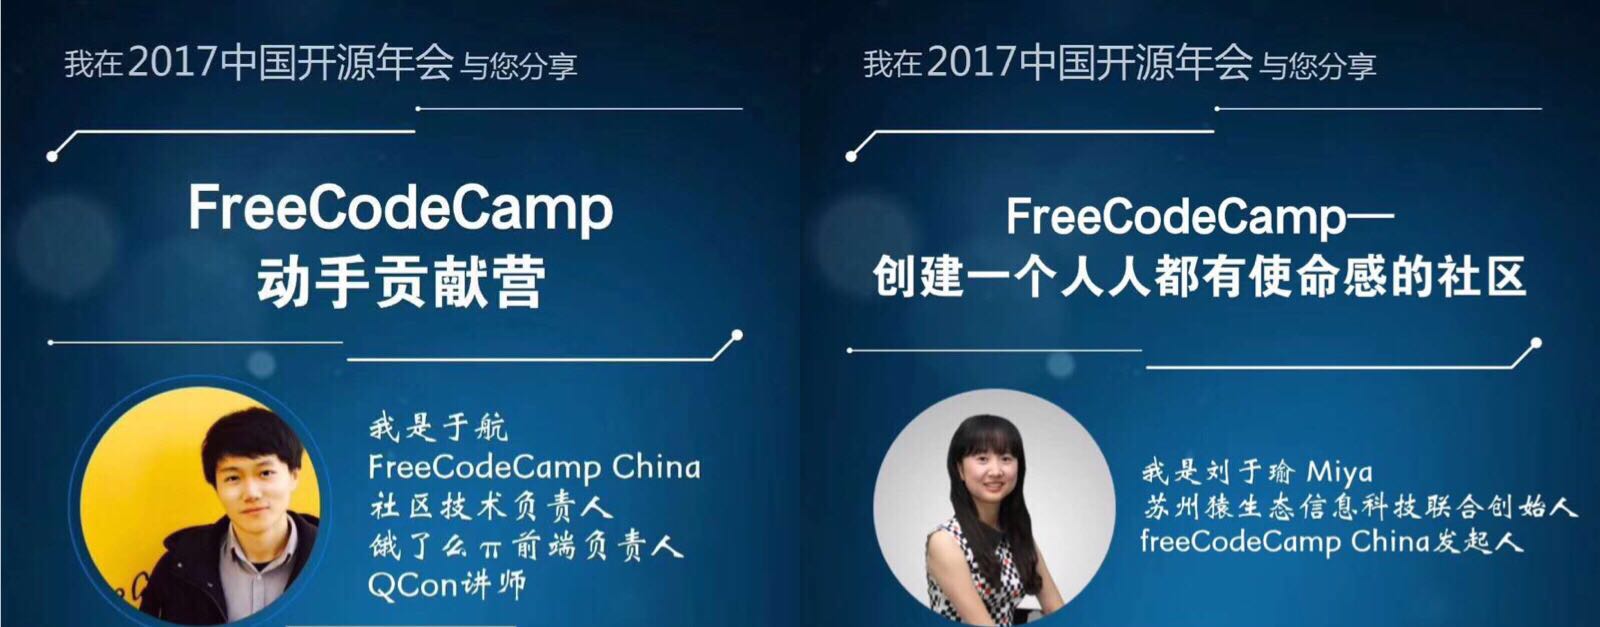 我在2017中国开源年会与您分享
FreeCodeCamp
动手贡献营
我是于航
FreeCodeCamp China
社区技术负责人
饿了么π前端负责人
QCon讲师
我在2017中国开源年会与您分享
FreeCodeCamp—
创建一个人人都有使命感的社区
我是刘于瑜 Miya
苏州猿生态信息科技联合创始人
freeCodeCamp China发起人